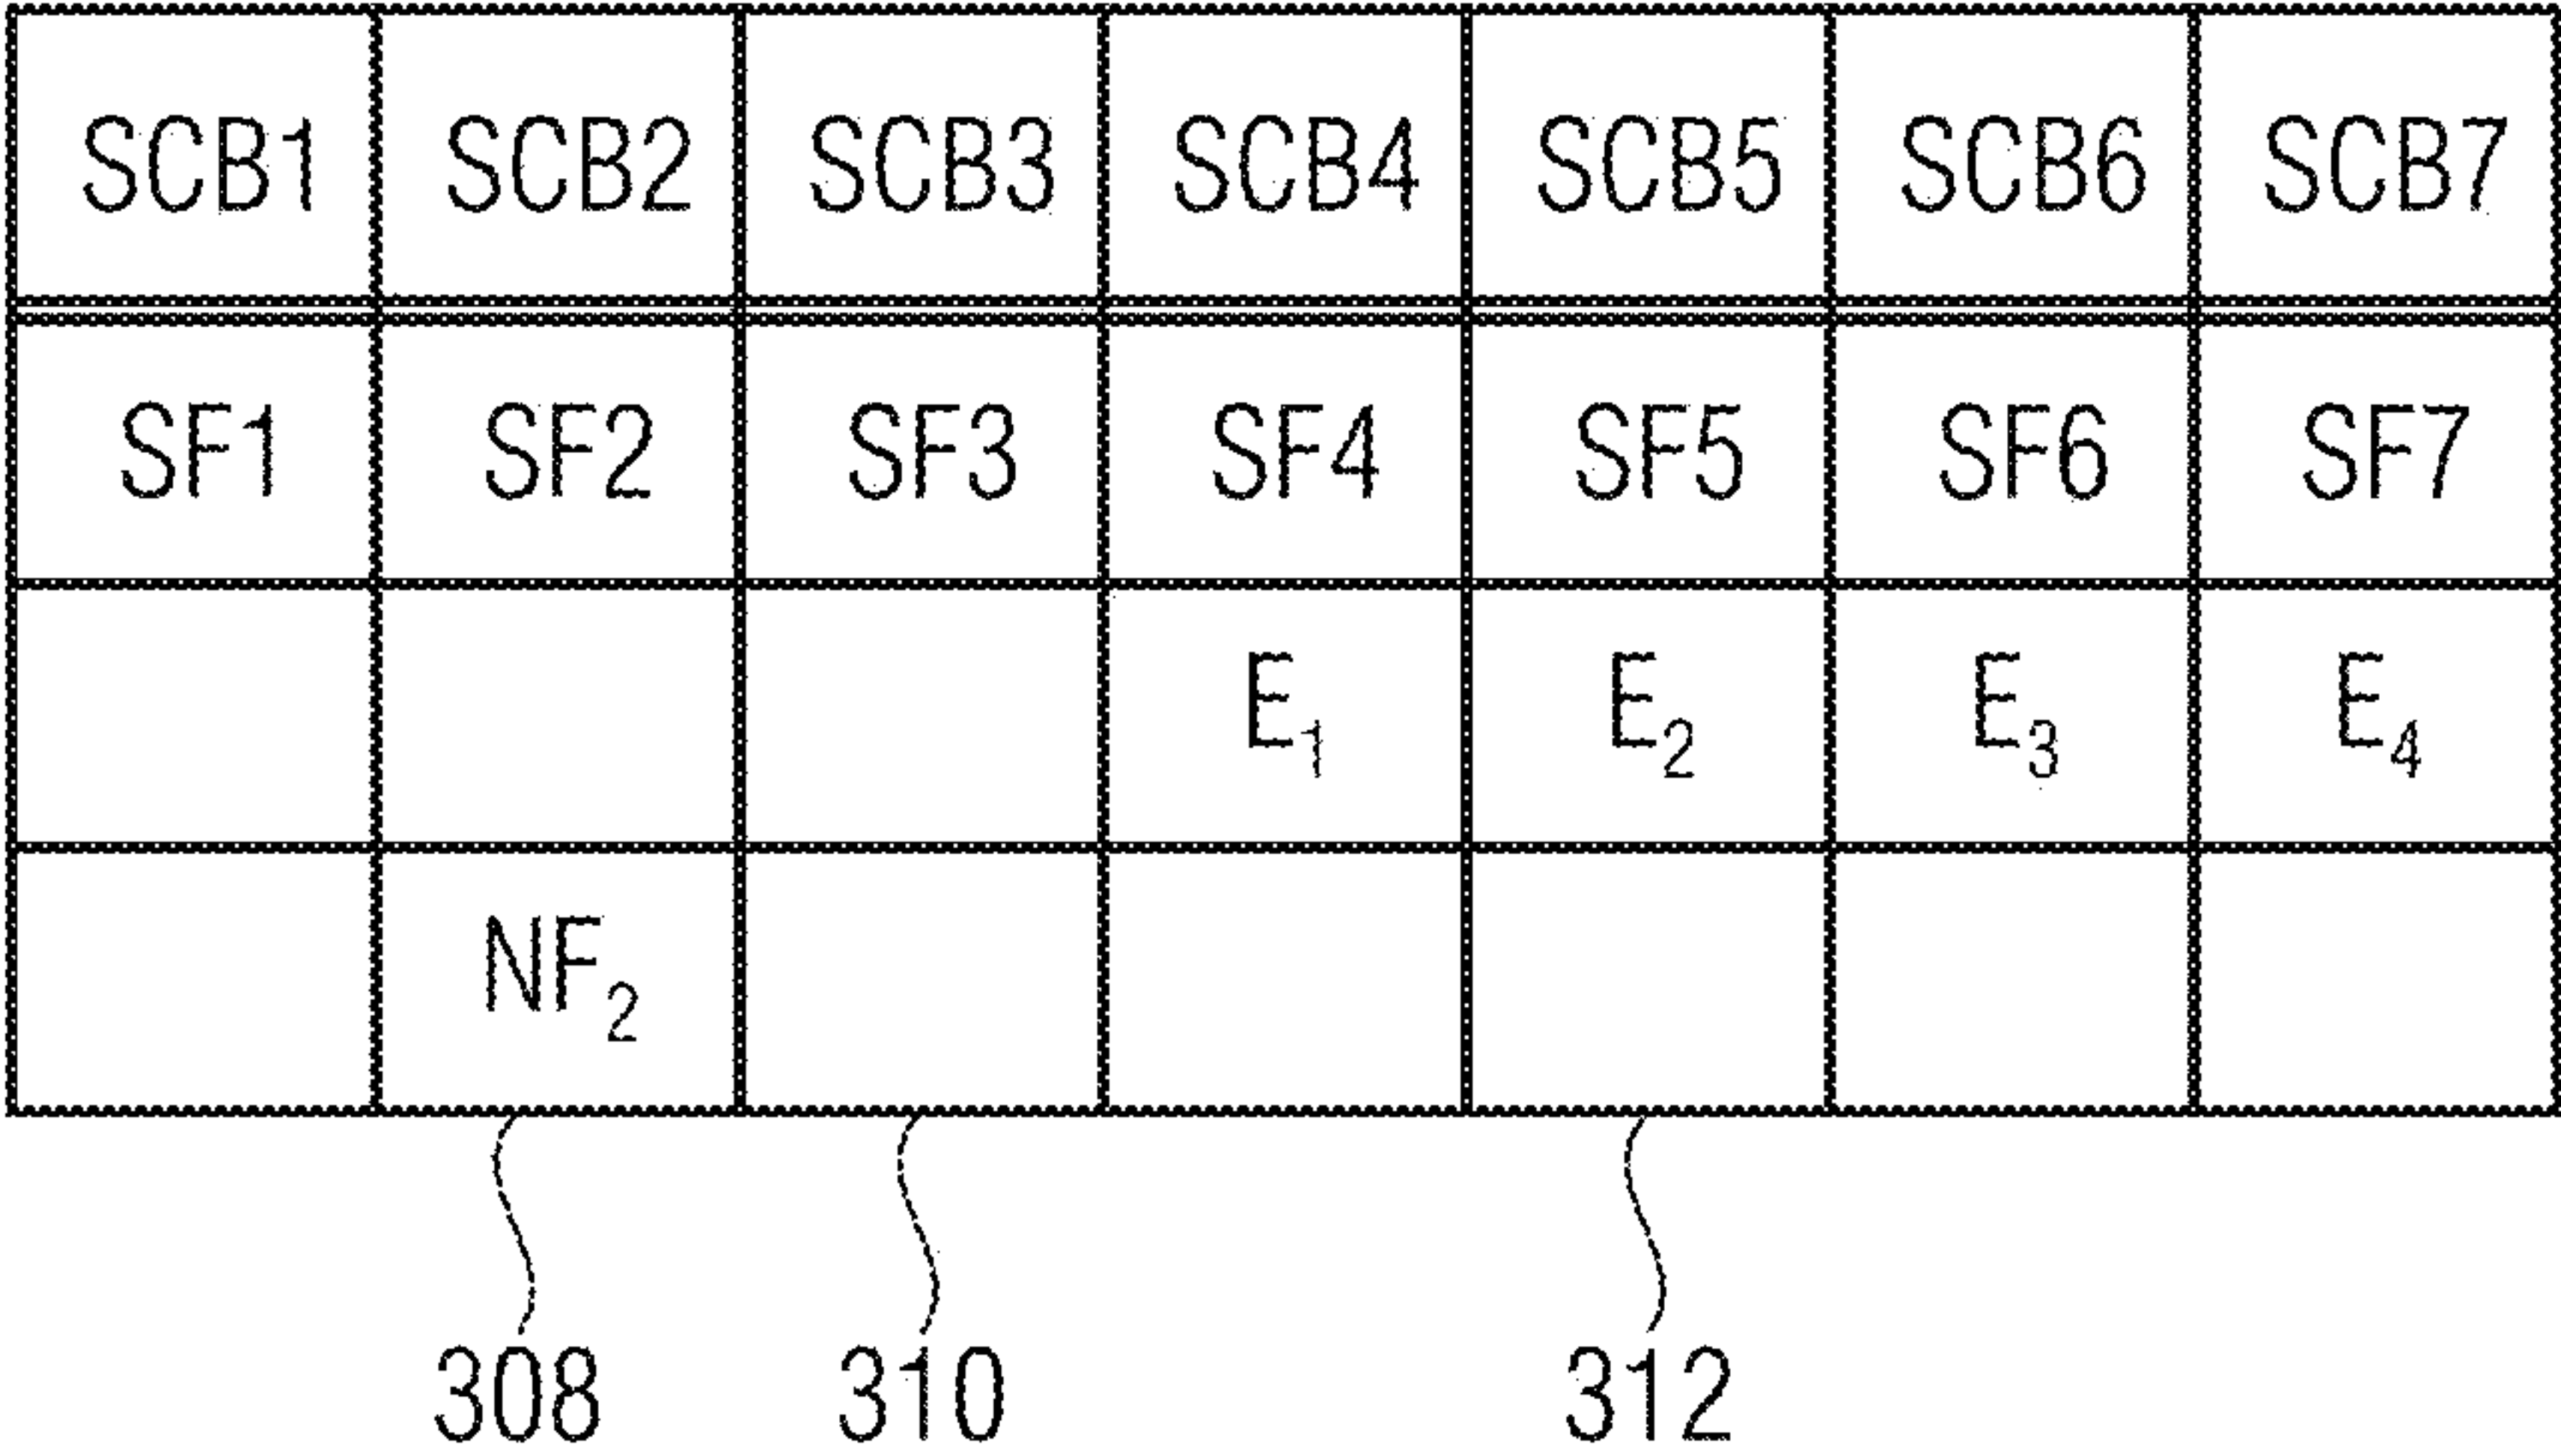 SCB1 SCB2 SCB3 SCB4 SCB5 SCB6 SCB7
SF1 SF2 SF3 SF4 SF5 SF6 SF7
E₁ E₂ E₃ E₄
NF₂
308 310 312